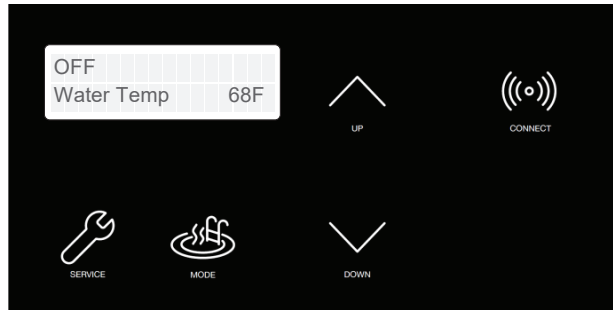 OFF
Water Temp 68F
UP
CONNECT
SERVICE
MODE
DOWN